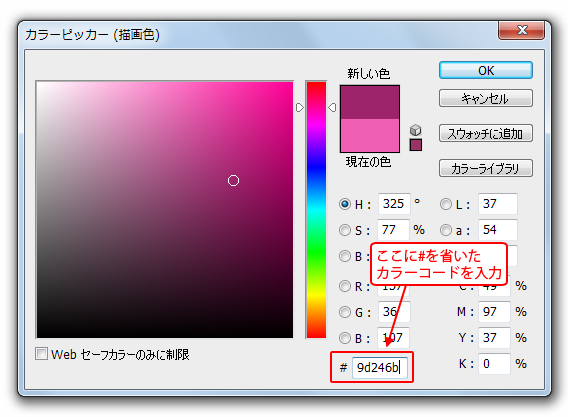 カラーピッカー (描画色)
新しい色
現在の色
OK
キャンセル
スウォッチに追加
カラーライブラリ
H : 325 °
L : 37
S : 77 %
a : 54
B :
ここに#を省いた
カラーコードを入力
R : 157
C : 49 %
G : 36
M : 97 %
B : 107
Y : 37 %
Web セーフカラーのみに制限
# 9d246b
K : 0 %